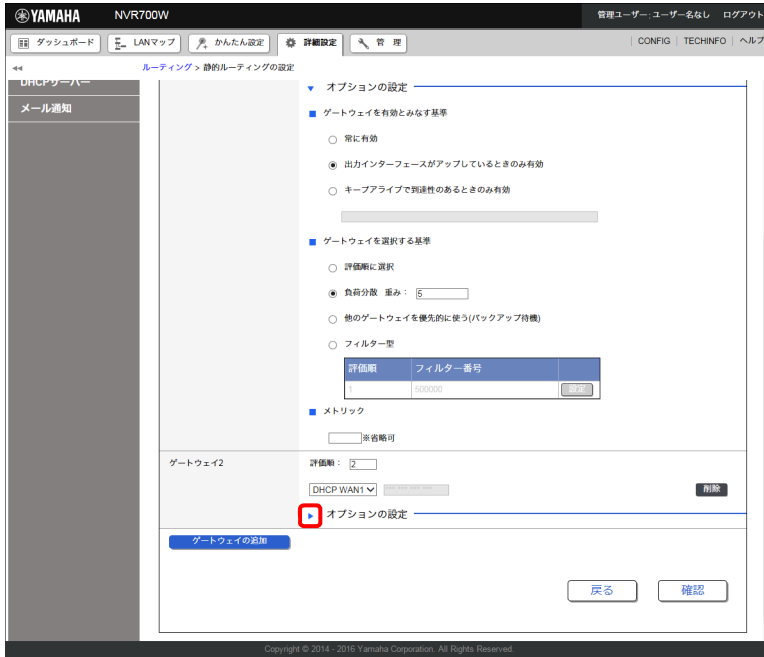 YAMAHA NVR700W 管理ユーザー: ユーザー名なし ログアウト
ダッシュボード LANマップ かんたん設定 詳細設定 管 理 CONFIG TECHINFO ヘルプ
ルーティング > 静的ルーティングの設定
DHCPサーバー
メール通知
オプションの設定
ゲートウェイを有効とみなす基準
常に有効
出力インターフェースがアップしているときのみ有効
キープアライブで到達性のあるときのみ有効
ゲートウェイを選択する基準
評価順に選択
負荷分散 重み: 5
他のゲートウェイを優先的に使う(バックアップ待機)
フィルター型
評価順 フィルター番号
1 500000 設定
メトリック
※省略可
ゲートウェイ2 評価順: 2
DHCP WAN1 削除
オプションの設定
ゲートウェイの追加
戻る 確認
Copyright © 2014 - 2016 Yamaha Corporation. All Rights Reserved.